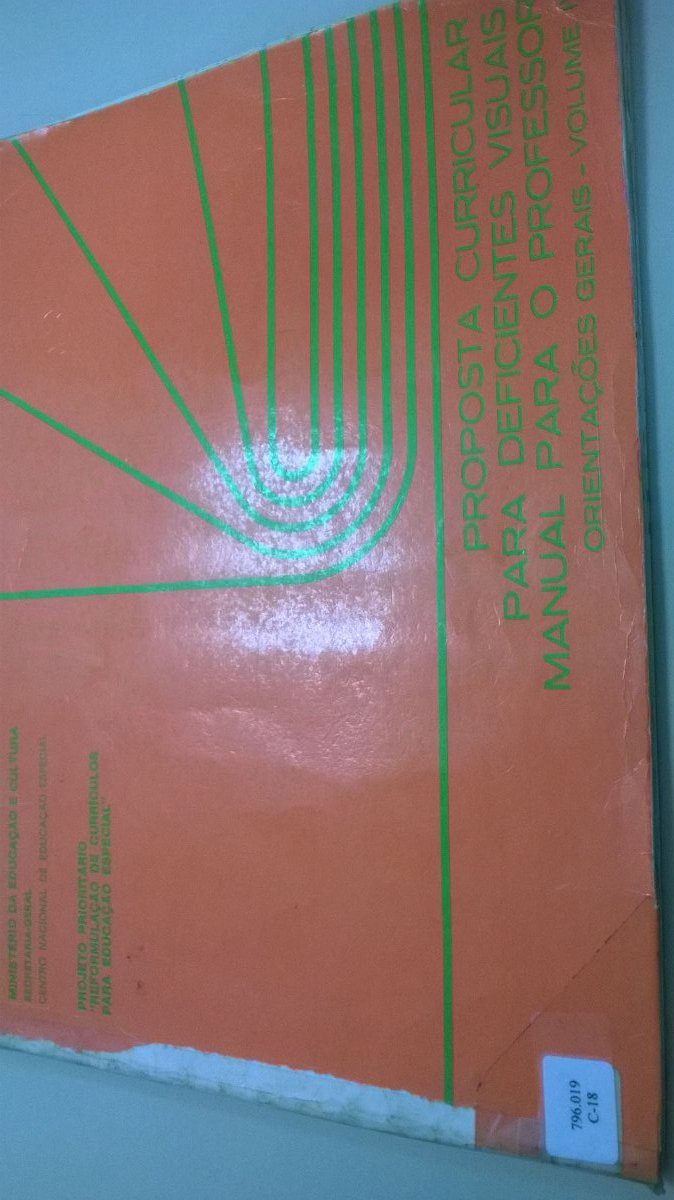 MINISTÉRIO DA EDUCAÇÃO E CULTURA
SECRETARIA-GERAL
CENTRO NACIONAL DE EDUCAÇÃO ESPECIAL
PROJETO PRIORITÁRIO
"REFORMULAÇÃO DE CURRÍCULOS
PARA EDUCAÇÃO ESPECIAL"
PROPOSTA CURRICULAR
PARA DEFICIENTES VISUAIS
MANUAL PARA O PROFESSOR
ORIENTAÇÕES GERAIS - VOLUME
796.019
C-18